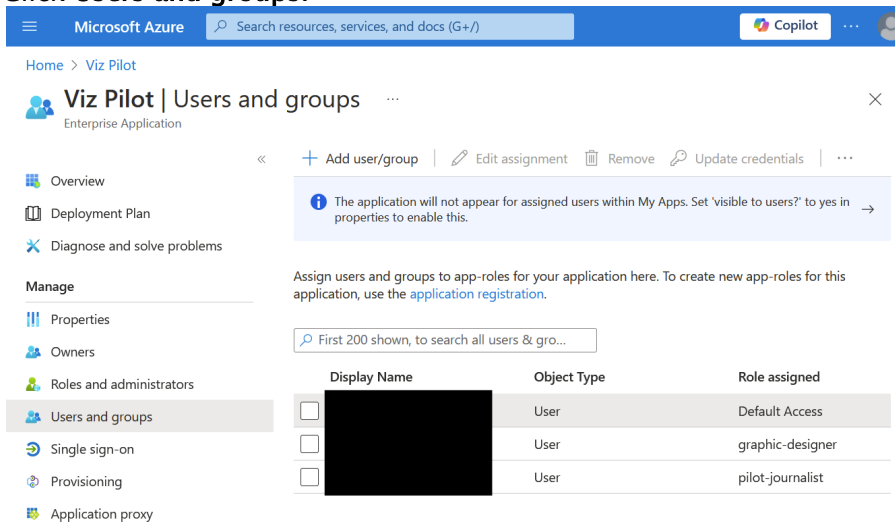 Click Users and groups.
Microsoft Azure
Search resources, services, and docs (G+/)
Copilot
...
Home > Viz Pilot
Viz Pilot | Users and groups ...
Enterprise Application
«
Add user/group
Edit assignment
Remove
Update credentials
...
Overview
Deployment Plan
Diagnose and solve problems
The application will not appear for assigned users within My Apps. Set 'visible to users?' to yes in
properties to enable this.
Manage
Properties
Owners
Roles and administrators
Users and groups
Single sign-on
Provisioning
Application proxy
Assign users and groups to app-roles for your application here. To create new app-roles for this
application, use the application registration.
First 200 shown, to search all users & gro...
Display Name Object Type Role assigned
User Default Access
User graphic-designer
User pilot-journalist